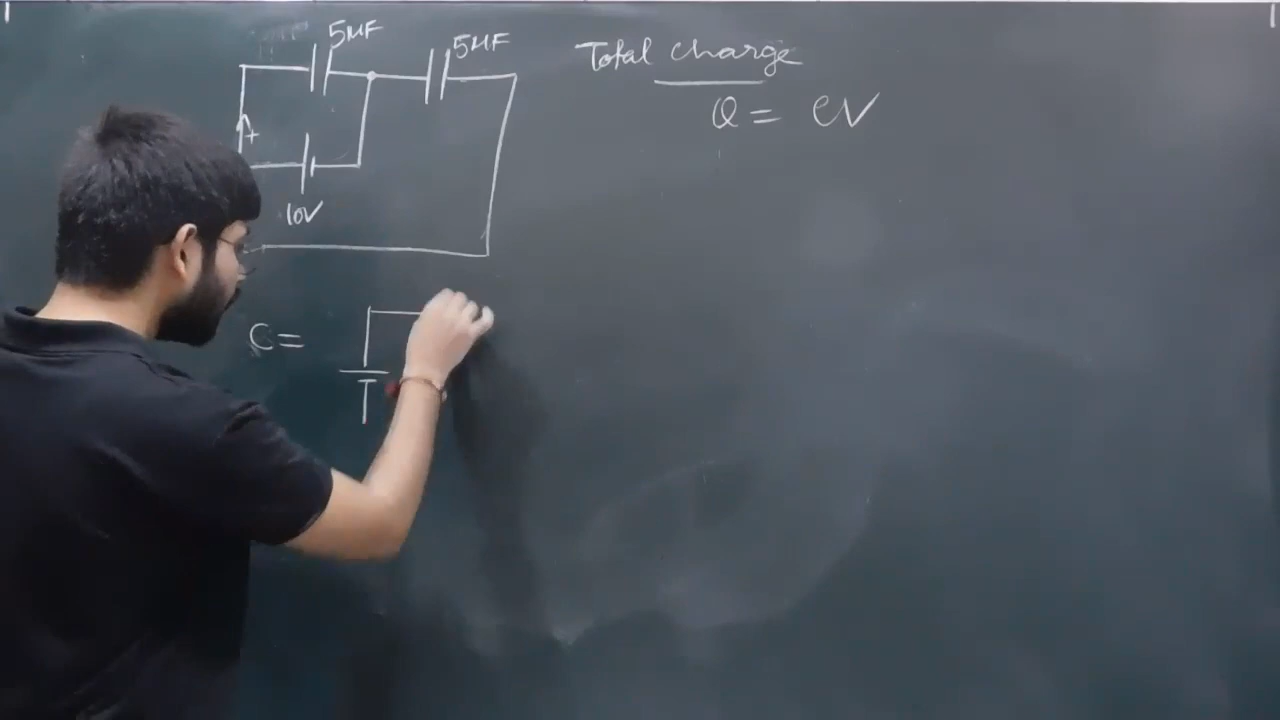 5μF
5μF
Total charge
Q = CV
+
10V
C =